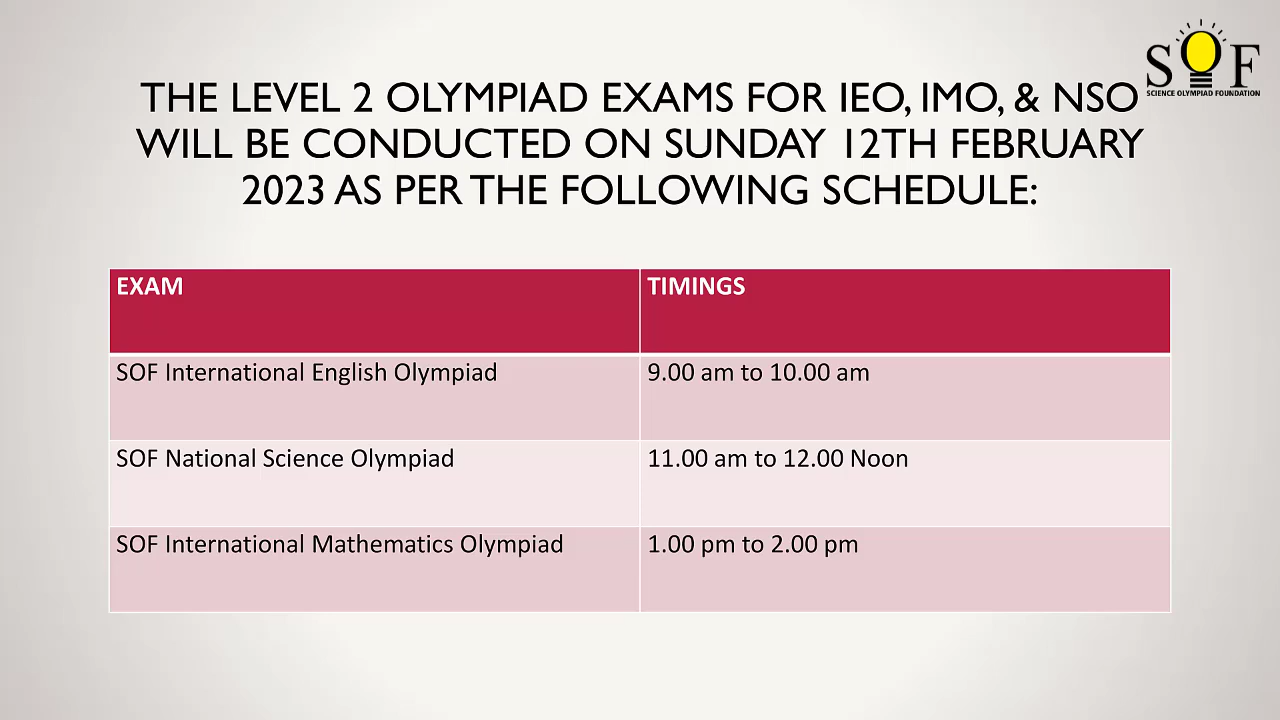 SOF
SCIENCE OLYMPIAD FOUNDATION
THE LEVEL 2 OLYMPIAD EXAMS FOR IEO, IMO, & NSO
WILL BE CONDUCTED ON SUNDAY 12TH FEBRUARY
2023 AS PER THE FOLLOWING SCHEDULE:
EXAM TIMINGS
SOF International English Olympiad 9.00 am to 10.00 am
SOF National Science Olympiad 11.00 am to 12.00 Noon
SOF International Mathematics Olympiad 1.00 pm to 2.00 pm